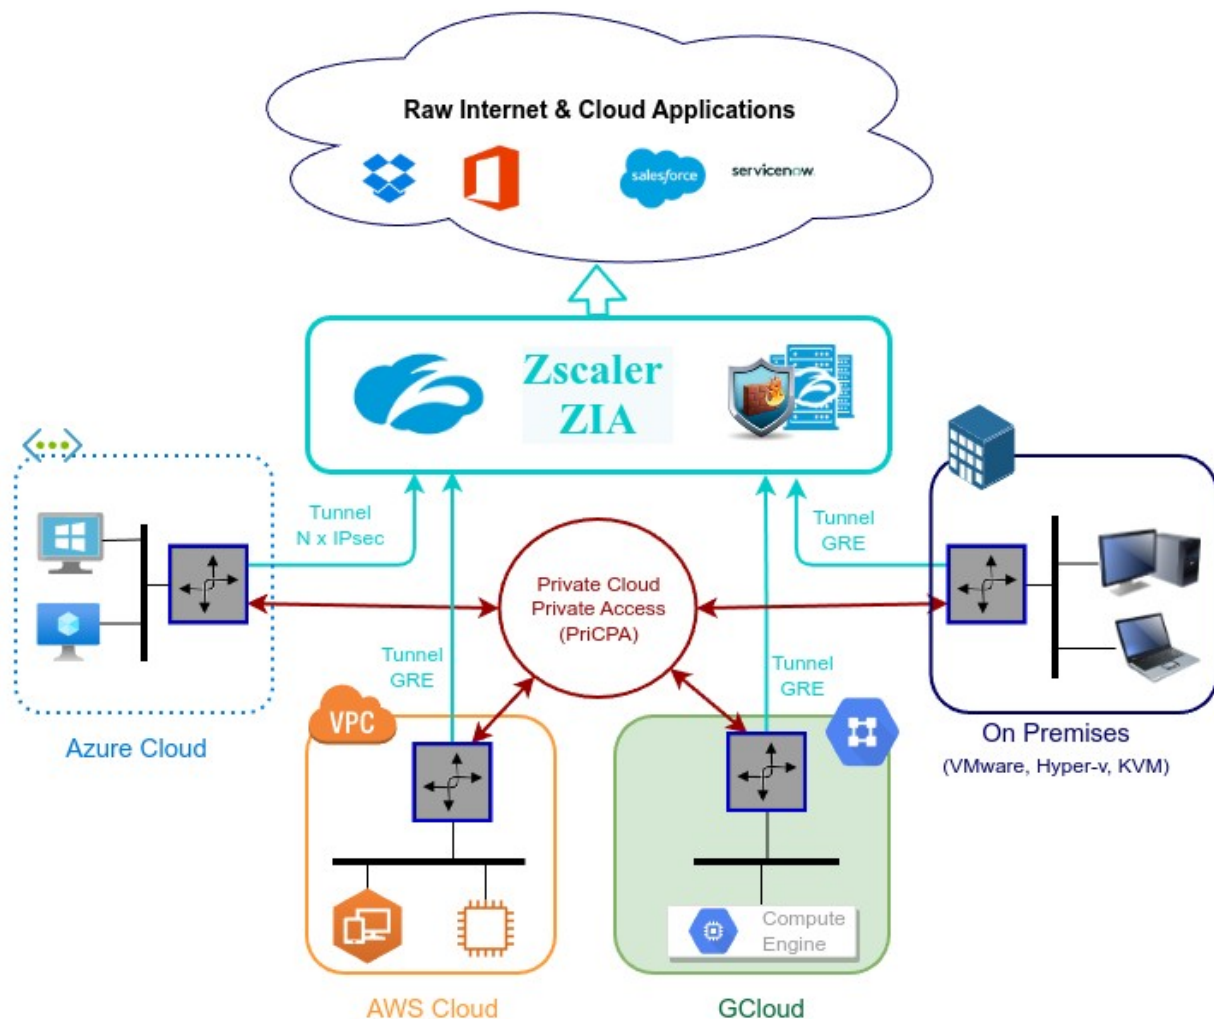 Raw Internet & Cloud Applications
salesforce
servicenow
Zscaler
ZIA
Tunnel
N x IPsec
Tunnel
GRE
Private Cloud
Private Access
(PriCPA)
Tunnel
GRE
Tunnel
GRE
VPC
Azure Cloud
On Premises
(VMware, Hyper-v, KVM)
Compute
Engine
AWS Cloud
GCloud